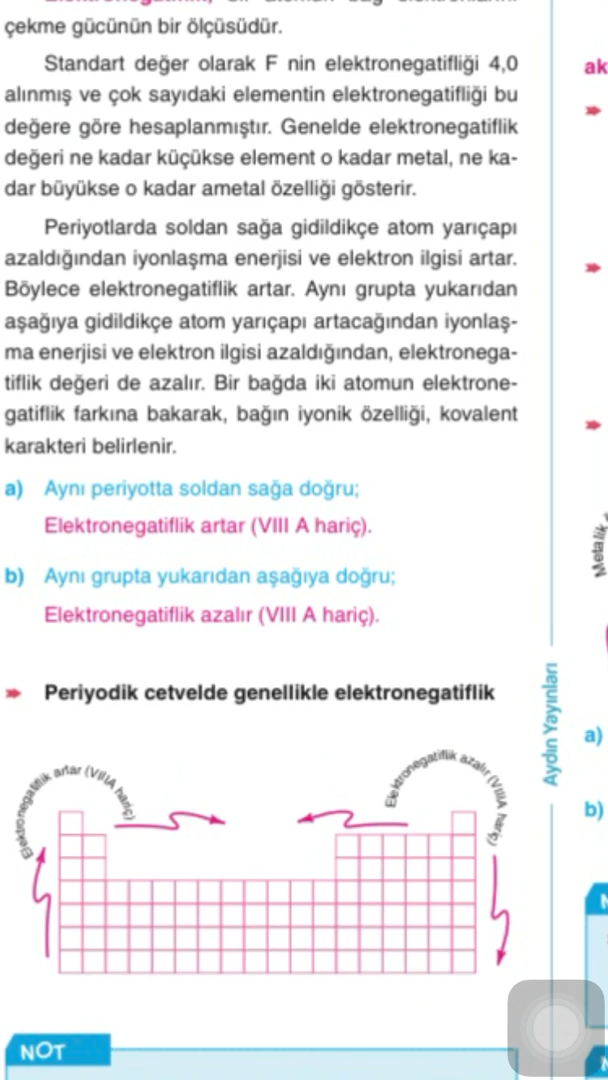 çekme gücünün bir ölçüsüdür.
Standart değer olarak F nin elektronegatifliği 4,0
alınmış ve çok sayıdaki elementin elektronegatifliği bu
değere göre hesaplanmıştır. Genelde elektronegatiflik
değeri ne kadar küçükse element o kadar metal, ne ka-
dar büyükse o kadar ametal özelliği gösterir.
Periyotlarda soldan sağa gidildikçe atom yarıçapı
azaldığından iyonlaşma enerjisi ve elektron ilgisi artar.
Böylece elektronegatiflik artar. Aynı grupta yukarıdan
aşağıya gidildikçe atom yarıçapı artacağından iyonlaş-
ma enerjisi ve elektron ilgisi azaldığından, elektronega-
tiflik değeri de azalır. Bir bağda iki atomun elektrone-
gatiflik farkına bakarak, bağın iyonik özelliği, kovalent
karakteri belirlenir.
a) Aynı periyotta soldan sağa doğru;
Elektronegatiflik artar (VIII A hariç).
b) Aynı grupta yukarıdan aşağıya doğru;
Elektronegatiflik azalır (VIII A hariç).
Periyodik cetvelde genellikle elektronegatiflik
Elektronegatiflik artar (VIIIA hariç)
Elektronegatiflik azalır (VIIIA hariç)
NOT
Aydın Yayınları
ak
Metalik
a)
b)